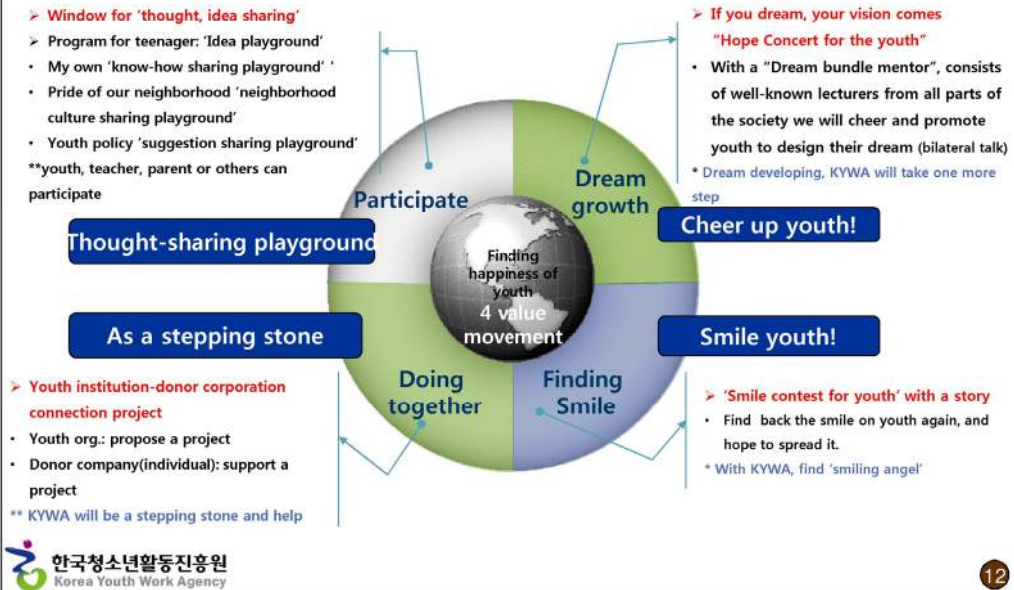 ➢ Window for 'thought, idea sharing'
➢ Program for teenager: 'Idea playground'
• My own 'know-how sharing playground' '
• Pride of our neighborhood 'neighborhood
culture sharing playground'
• Youth policy 'suggestion sharing playground'
**youth, teacher, parent or others can
participate
Thought-sharing playground
Participate
➢ If you dream, your vision comes
"Hope Concert for the youth"
• With a "Dream bundle mentor", consists
of well-known lecturers from all parts of
the society we will cheer and promote
youth to design their dream (bilateral talk)
* Dream developing, KYWA will take one more
step
Dream
growth
Cheer up youth!
Finding
happiness of
youth
4 value
movement
As a stepping stone
Doing
together
➢ Youth institution-donor corporation
connection project
• Youth org.: propose a project
• Donor company(individual): support a
project
** KYWA will be a stepping stone and help
Smile youth!
Finding
Smile
➢ 'Smile contest for youth' with a story
• Find back the smile on youth again, and
hope to spread it.
* With KYWA, find 'smiling angel'
한국청소년활동진흥원
Korea Youth Work Agency
12